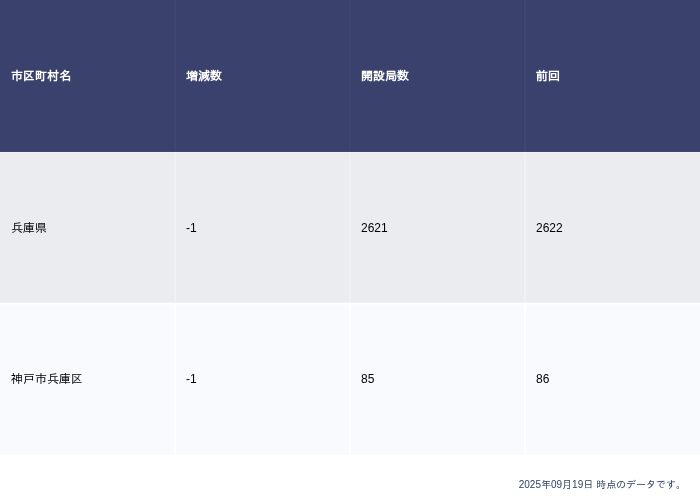 市区町村名 増減数 開設局数 前回
兵庫県 -1 2621 2622
神戸市兵庫区 -1 85 86
2025年09月19日 時点のデータです。